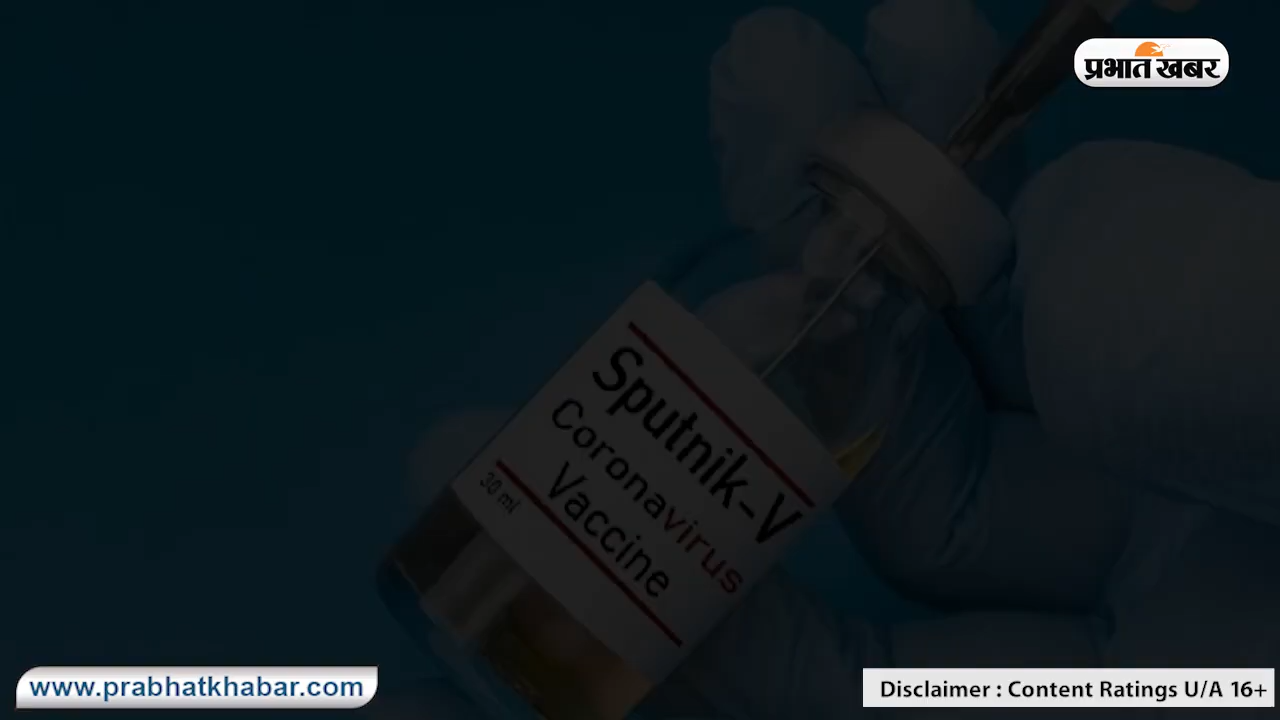 प्रभात खबर
Sputnik-V
Coronavirus
Vaccine
30 ml
www.prabhatkhabar.com
Disclaimer : Content Ratings U/A 16+